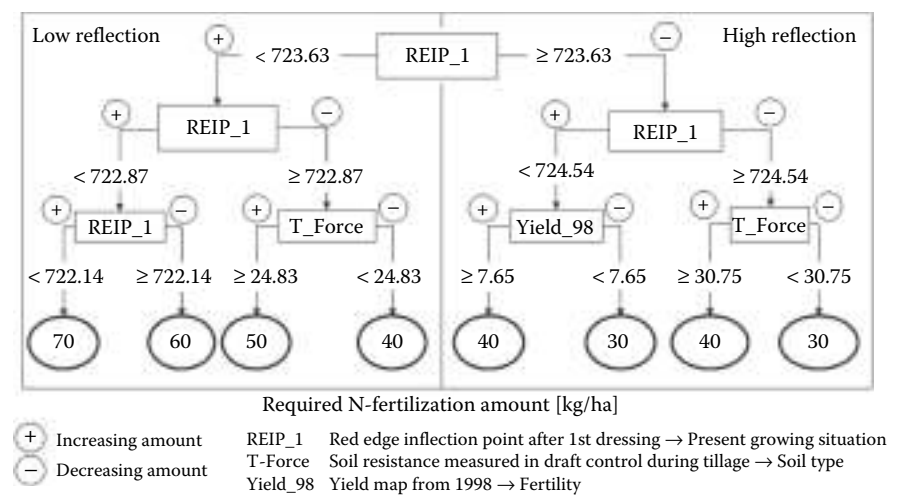 Low reflection
High reflection
+
−
< 723.63
REIP_1
≥ 723.63
+
REIP_1
−
+
REIP_1
−
< 722.87
≥ 722.87
< 724.54
≥ 724.54
+
REIP_1
−
+
T_Force
−
+
Yield_98
−
+
T_Force
−
< 722.14
≥ 722.14
≥ 24.83
< 24.83
≥ 7.65
< 7.65
≥ 30.75
< 30.75
70
60
50
40
40
30
40
30
Required N-fertilization amount [kg/ha]
+ Increasing amount
− Decreasing amount
REIP_1 Red edge inflection point after 1st dressing → Present growing situation
T-Force Soil resistance measured in draft control during tillage → Soil type
Yield_98 Yield map from 1998 → Fertility